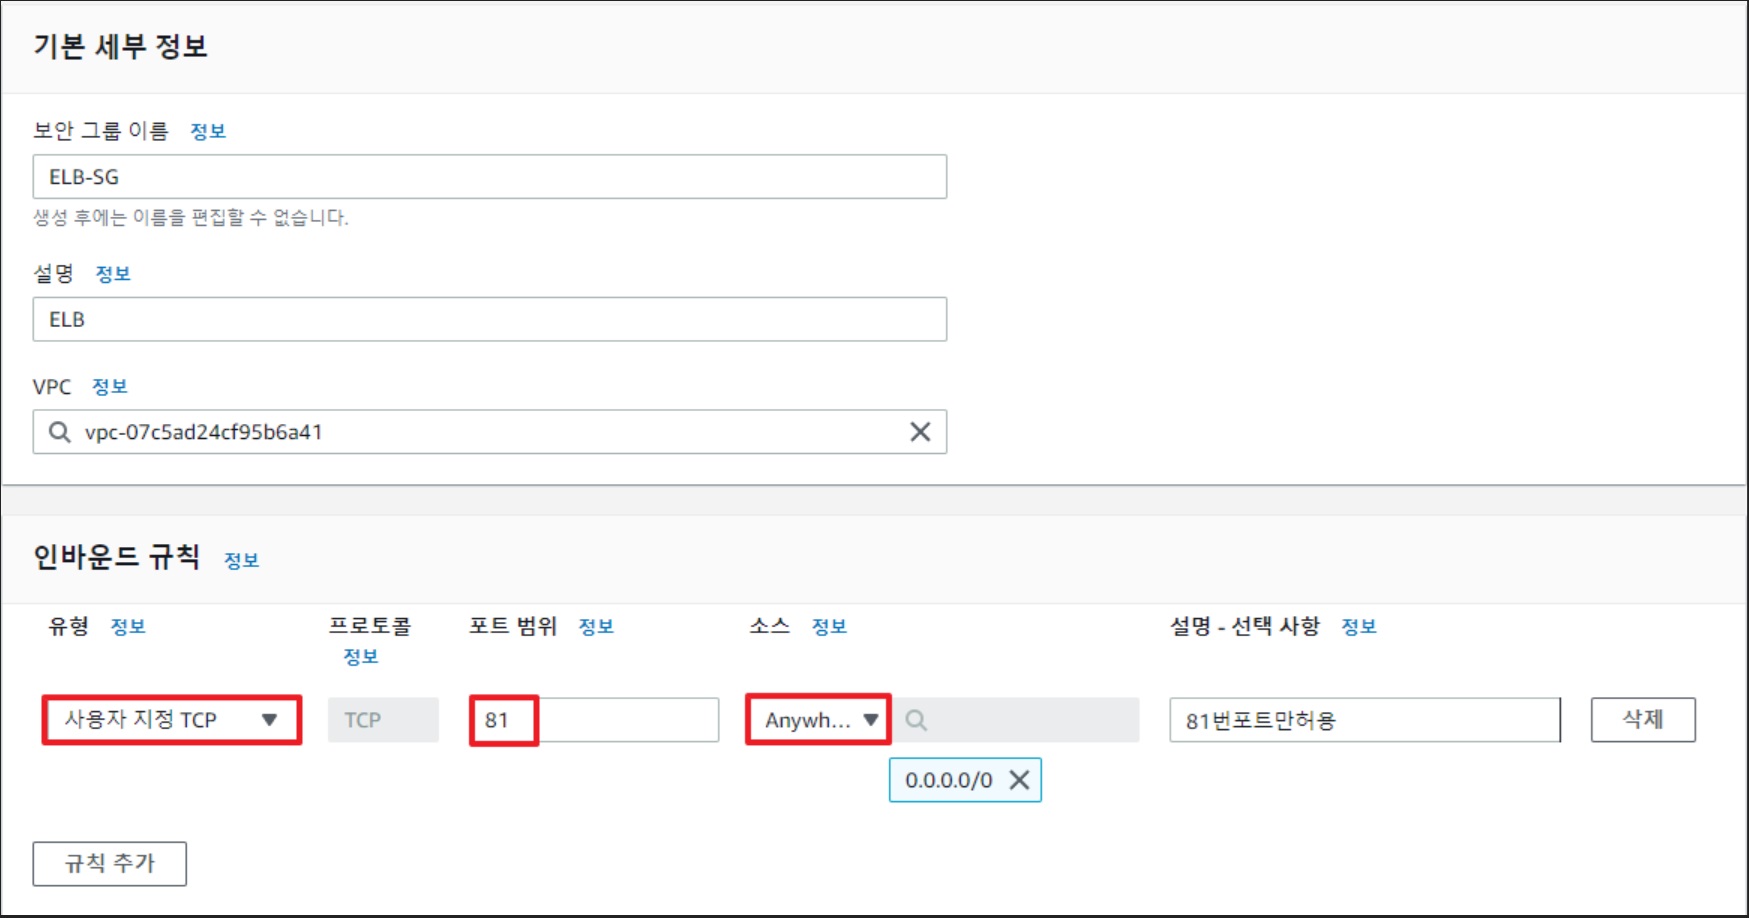 기본 세부 정보
보안 그룹 이름 정보
ELB-SG
생성 후에는 이름을 편집할 수 없습니다.
설명 정보
ELB
VPC 정보
vpc-07c5ad24cf95b6a41
인바운드 규칙 정보
유형 정보 프로토콜 정보 포트 범위 정보 소스 정보 설명 - 선택 사항 정보
사용자 지정 TCP TCP 81 Anywh... 81번포트만허용 삭제
0.0.0.0/0
규칙 추가